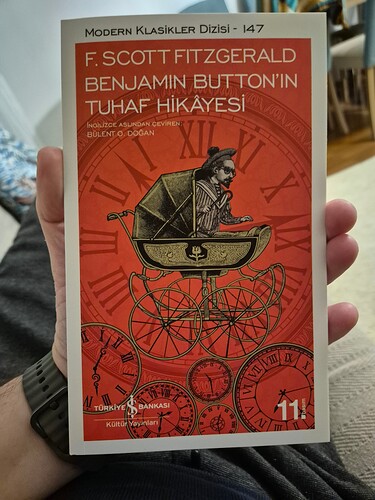 MODERN KLASİKLER DİZİSİ - 147
F. SCOTT FITZGERALD
BENJAMIN BUTTON'IN
TUHAF HİKÂYESİ
İNGİLİZCE ASLINDAN ÇEVİREN:
BÜLENT O. DOĞAN
TÜRKİYE İŞ BANKASI
Kültür Yayınları
11.